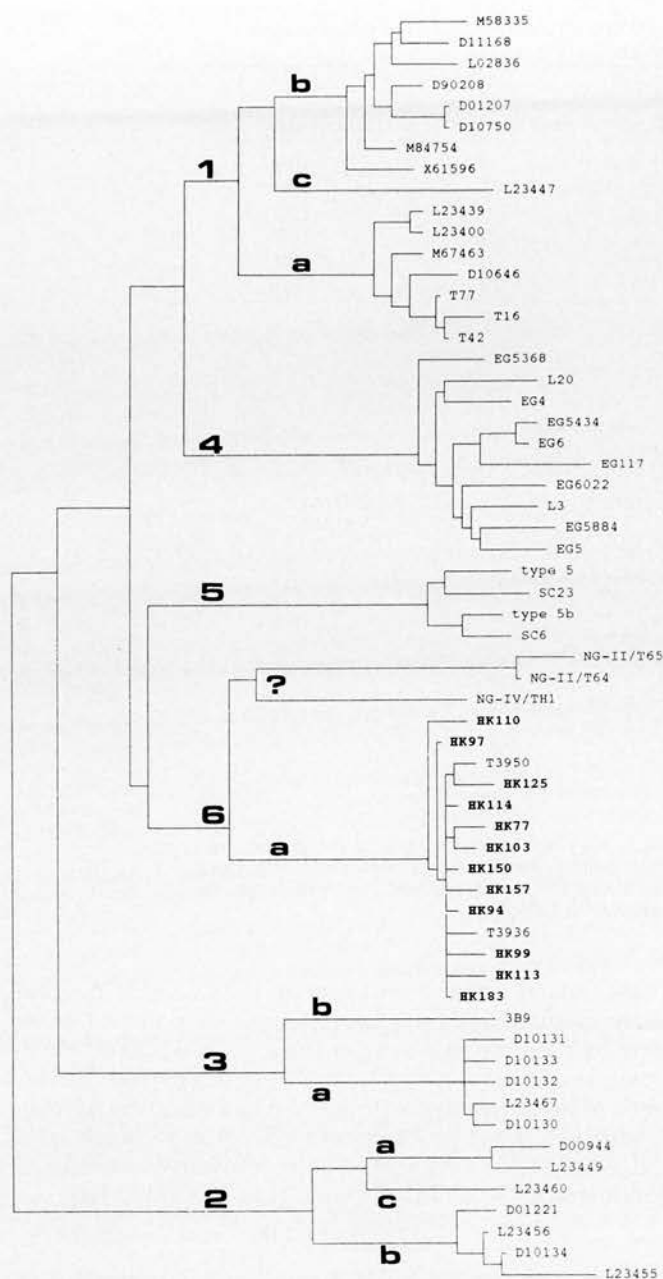 M58335
D11168
L02836
b
D90208
D01207
D10750
M84754
1
X61596
c
L23447
L23439
L23400
M67463
a
D10646
T77
T16
T42
EG5368
L20
EG4
EG5434
4
EG6
EG117
EG6022
L3
EG5884
EG5
type 5
5
SC23
type 5b
SC6
NG-II/T65
NG-II/T64
?
NG-IV/TH1
HK110
HK97
T3950
HK125
HK114
6
HK77
HK103
a
HK150
HK157
HK94
T3936
HK99
HK113
HK183
b
3B9
D10131
D10133
3
D10132
a
L23467
D10130
a
D00944
L23449
L23460
c
2
D01221
L23456
b
D10134
L23455